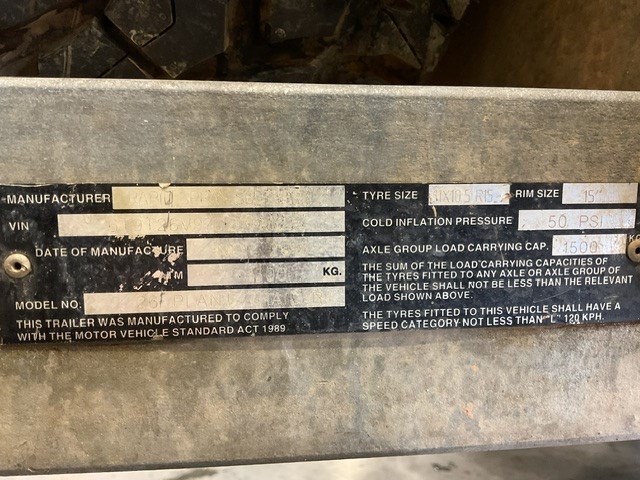 MANUFACTURER
VIN
DATE OF MANUFACTURE
KG.
MODEL NO.
THIS TRAILER WAS MANUFACTURED TO COMPLY
WITH THE MOTOR VEHICLE STANDARD ACT 1989
TYRE SIZE RIM SIZE 15"
COLD INFLATION PRESSURE 50 PSI
AXLE GROUP LOAD CARRYING CAP. 1500
THE SUM OF THE LOAD CARRYING CAPACITIES OF
THE TYRES FITTED TO ANY AXLE OR AXLE GROUP OF
THE VEHICLE SHALL NOT BE LESS THAN THE RELEVANT
LOAD SHOWN ABOVE.
THE TYRES FITTED TO THIS VEHICLE SHALL HAVE A
SPEED CATEGORY NOT LESS THAN "L" 120 KPH.